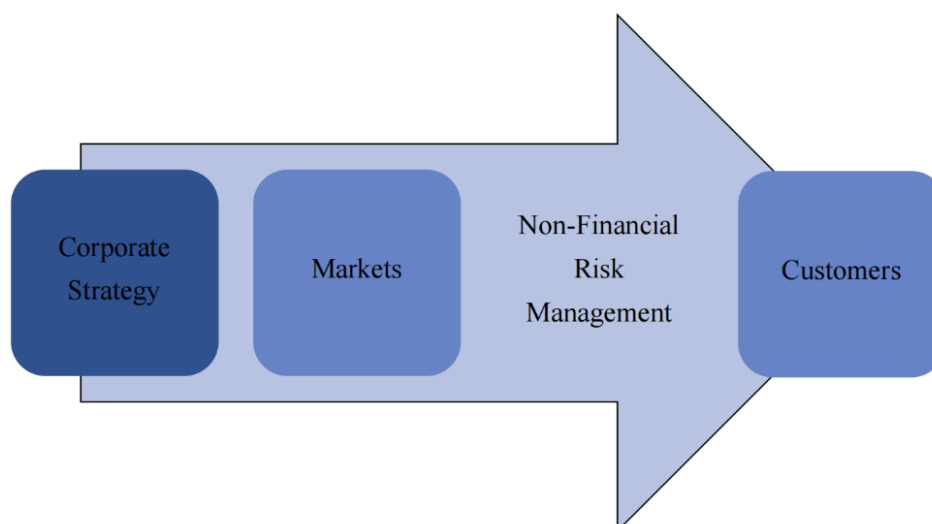 Corporate
Strategy
Markets
Non-Financial
Risk
Management
Customers